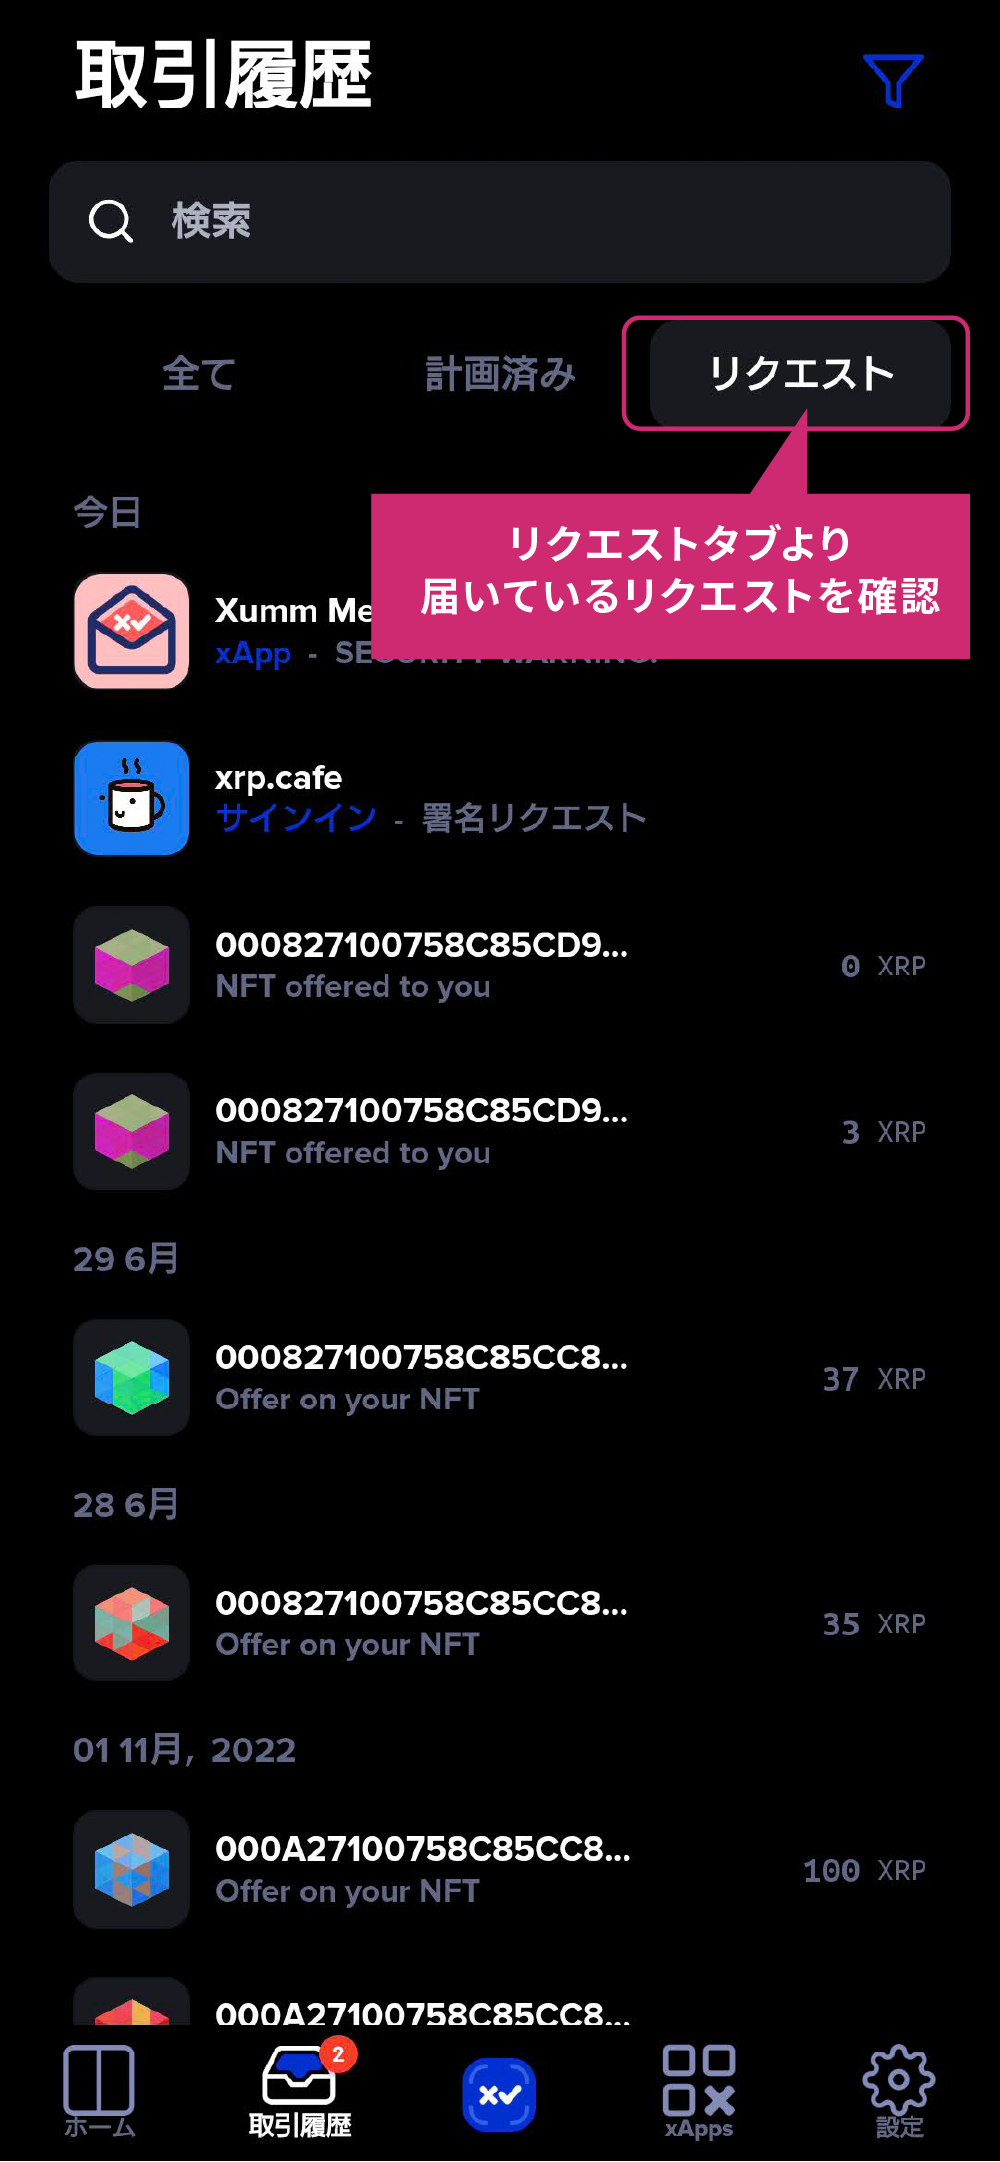 取引履歴
検索
全て
計画済み
リクエスト
リクエストタブより
届いているリクエストを確認
今日
Xumm Me
xApp - SECURITY WARNING!
xrp.cafe
サインイン - 署名リクエスト
000827100758C85CD9...
NFT offered to you
0 XRP
000827100758C85CD9...
NFT offered to you
3 XRP
29 6月
000827100758C85CC8...
Offer on your NFT
37 XRP
28 6月
000827100758C85CC8...
Offer on your NFT
35 XRP
01 11月, 2022
000A27100758C85CC8...
Offer on your NFT
100 XRP
000A27100758C85CC8...
2
ホーム
取引履歴
xApps
設定